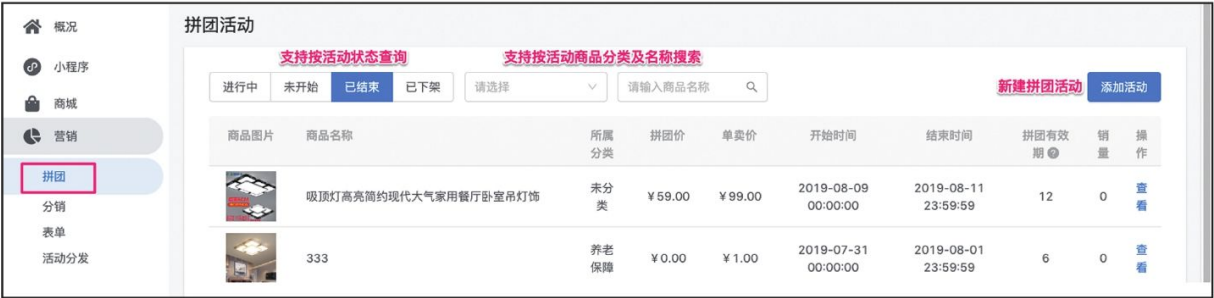 概况
小程序
商城
营销
拼团
分销
表单
活动分发
拼团活动
支持按活动状态查询
支持按活动商品分类及名称搜索
进行中 未开始 已结束 已下架 请选择 请输入商品名称 新建拼团活动 添加活动
商品图片 商品名称 所属分类 拼团价 单卖价 开始时间 结束时间 拼团有效期 销量 操作
吸顶灯高亮简约现代大气家用餐厅卧室吊灯饰 未分类 ¥59.00 ¥99.00 2019-08-09 00:00:00 2019-08-11 23:59:59 12 0 查看
333 养老保障 ¥0.00 ¥1.00 2019-07-31 00:00:00 2019-08-01 23:59:59 6 0 查看